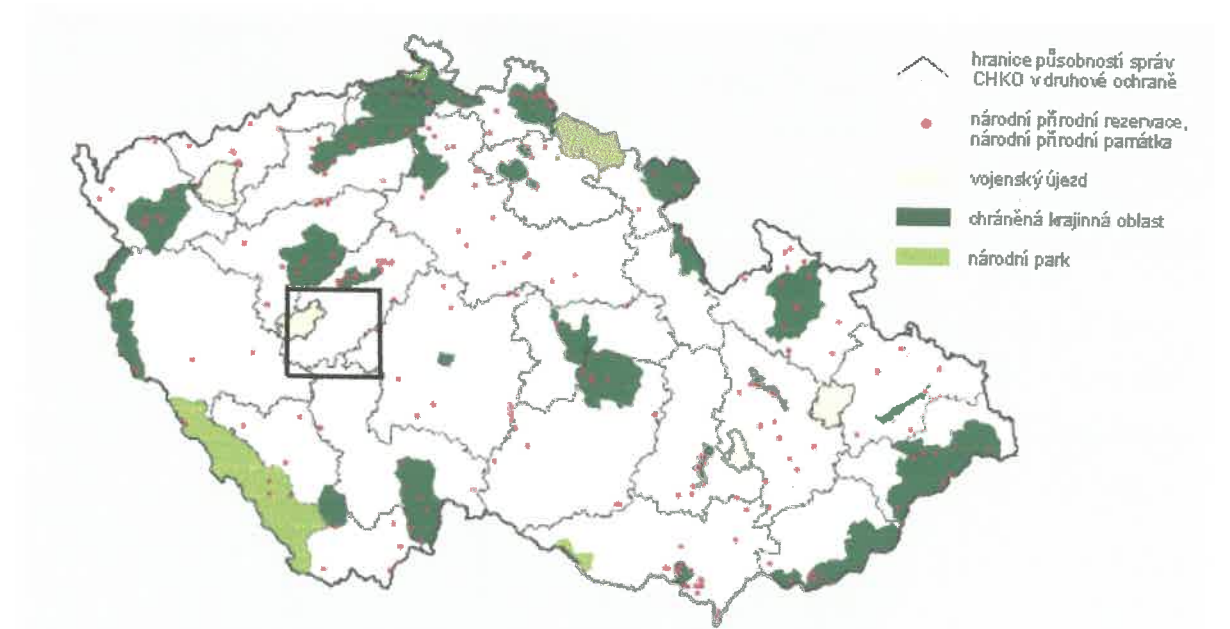 hranice působností správ
CHKO v druhové ochraně
národní přírodní rezervace,
národní přírodní památka
vojenský újezd
chráněná krajinná oblast
národní park